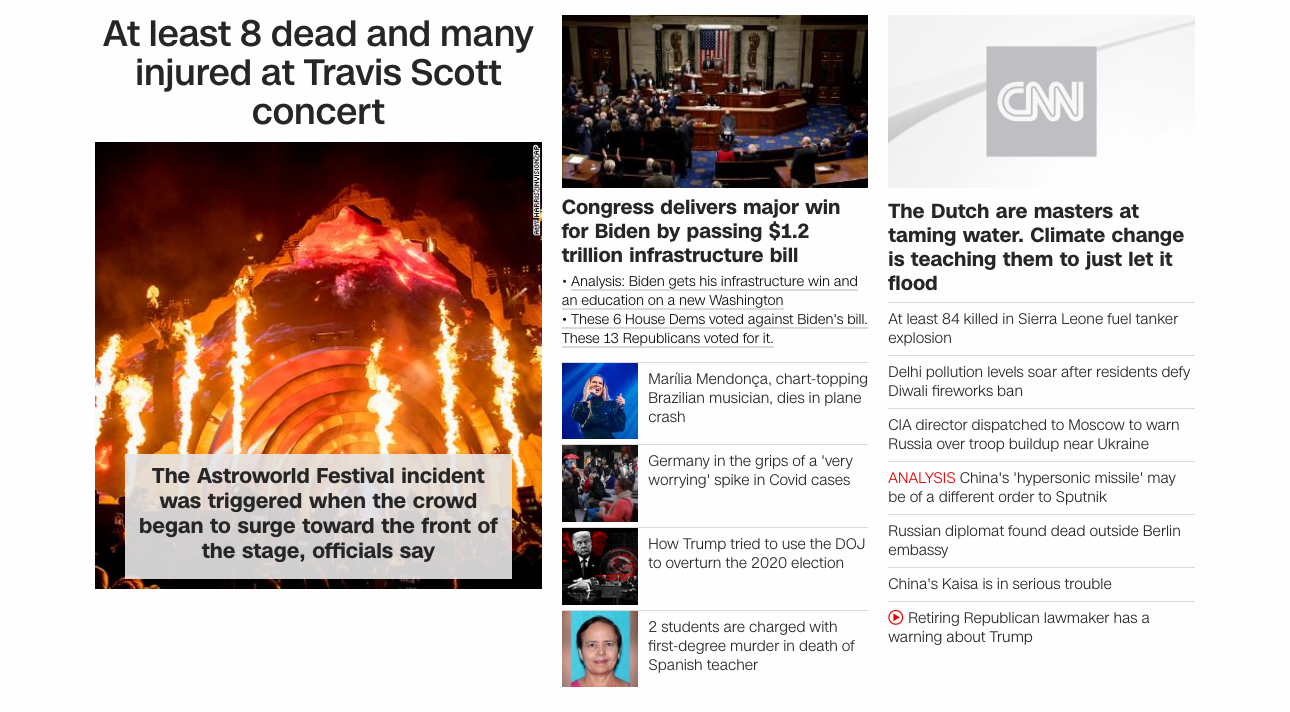 At least 8 dead and many
injured at Travis Scott
concert
AMY HARRIS/INVISION/AP
The Astroworld Festival incident
was triggered when the crowd
began to surge toward the front of
the stage, officials say
Congress delivers major win
for Biden by passing $1.2
trillion infrastructure bill
• Analysis: Biden gets his infrastructure win and
an education on a new Washington
• These 6 House Dems voted against Biden's bill.
These 13 Republicans voted for it.
Marília Mendonça, chart-topping
Brazilian musician, dies in plane
crash
Germany in the grips of a 'very
worrying' spike in Covid cases
How Trump tried to use the DOJ
to overturn the 2020 election
2 students are charged with
first-degree murder in death of
Spanish teacher
CNN
The Dutch are masters at
taming water. Climate change
is teaching them to just let it
flood
At least 84 killed in Sierra Leone fuel tanker
explosion
Delhi pollution levels soar after residents defy
Diwali fireworks ban
CIA director dispatched to Moscow to warn
Russia over troop buildup near Ukraine
ANALYSIS China's 'hypersonic missile' may
be of a different order to Sputnik
Russian diplomat found dead outside Berlin
embassy
China's Kaisa is in serious trouble
Retiring Republican lawmaker has a
warning about Trump